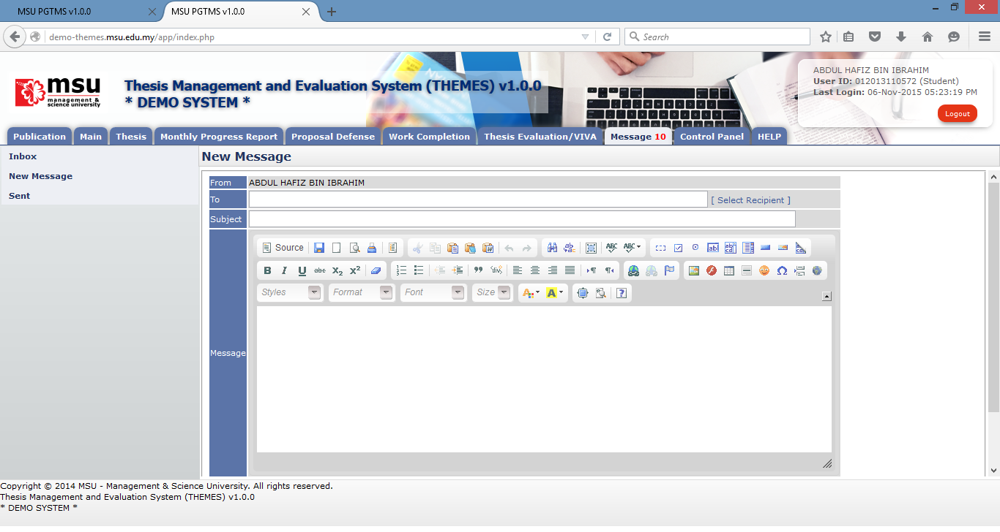 MSU PGTMS v1.0.0
MSU PGTMS v1.0.0
demo-themes.msu.edu.my/app/index.php
Search
msu
management &
science university
Thesis Management and Evaluation System (THEMES) v1.0.0
* DEMO SYSTEM *
ABDUL HAFIZ BIN IBRAHIM
User ID: 012013110572 (Student)
Last Login: 06-Nov-2015 05:23:19 PM
Logout
Publication Main Thesis Monthly Progress Report Proposal Defense Work Completion Thesis Evaluation/VIVA Message 10 Control Panel HELP
Inbox
New Message
Sent
New Message
From ABDUL HAFIZ BIN IBRAHIM
To [ Select Recipient ]
Subject
Source
B I U abc X2 X2
Styles Format Font Size A A ?
Message
Copyright © 2014 MSU - Management & Science University. All rights reserved.
Thesis Management and Evaluation System (THEMES) v1.0.0
* DEMO SYSTEM *